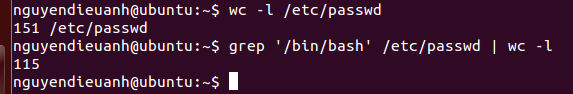 nguyendieuanh@ubuntu:~$ wc -l /etc/passwd
151 /etc/passwd
nguyendieuanh@ubuntu:~$ grep '/bin/bash' /etc/passwd | wc -l
115
nguyendieuanh@ubuntu:~$